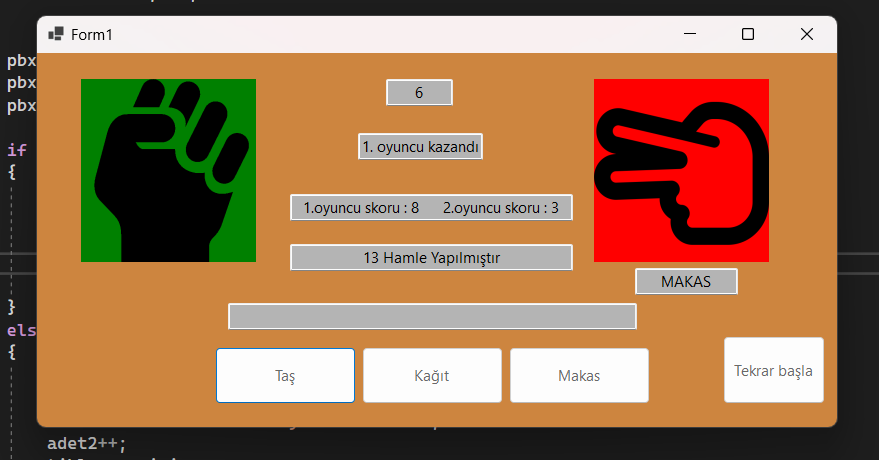 Form1
pbx
pbx
pbx
6
1. oyuncu kazandı
if
{
1.oyuncu skoru : 8 2.oyuncu skoru : 3
13 Hamle Yapılmıştır
MAKAS
}
els
{
Taş
Kağıt
Makas
Tekrar başla
adet2++;